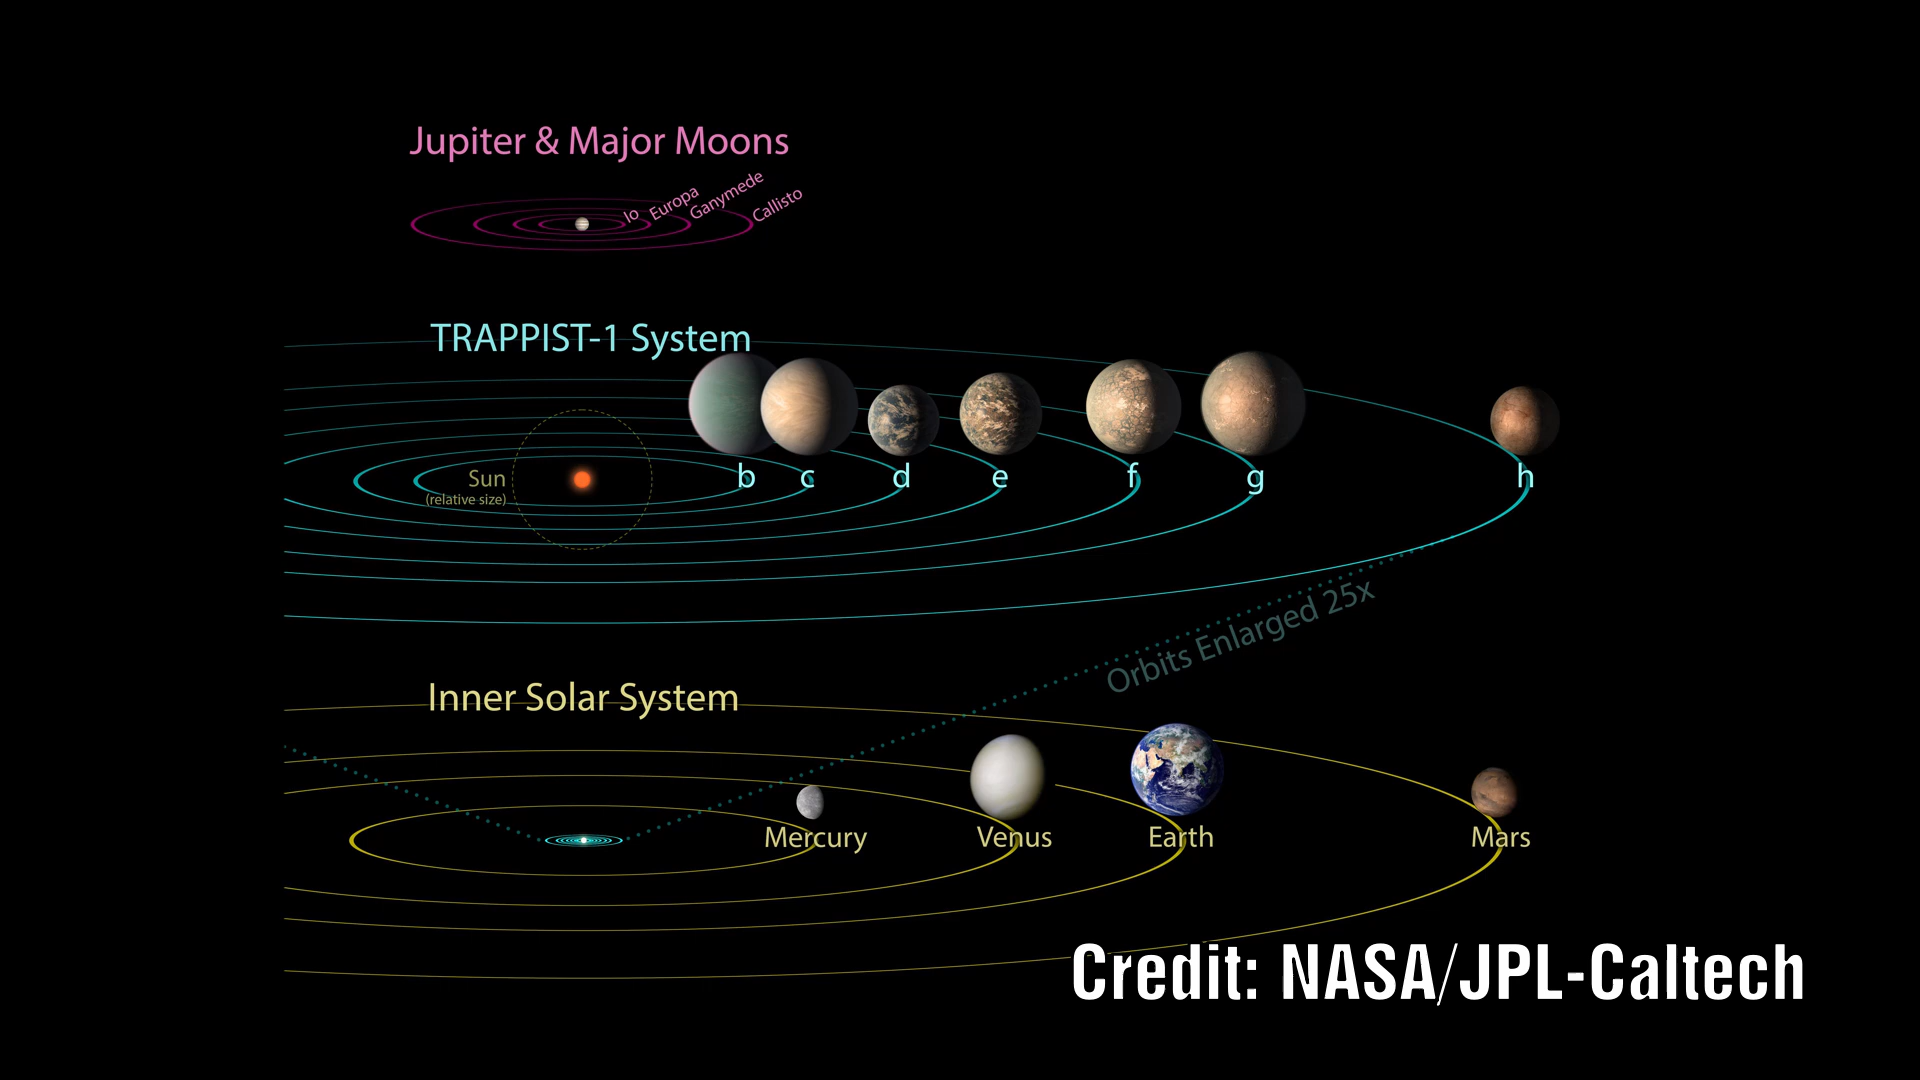 Jupiter & Major Moons
Io
Europa
Ganymede
Callisto
TRAPPIST-1 System
Sun
(relative size)
b
c
d
e
f
g
h
Orbits Enlarged 25x
Inner Solar System
Mercury
Venus
Earth
Mars
Credit: NASA/JPL-Caltech